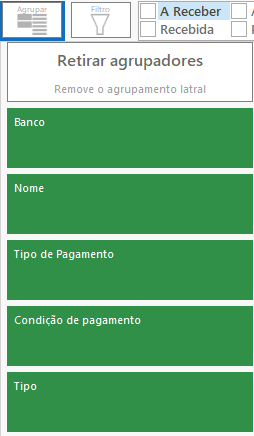 Agrupar
Filtro
A Receber
Recebida
Retirar agrupadores
Remove o agrupamento latral
Banco
Nome
Tipo de Pagamento
Condição de pagamento
Tipo